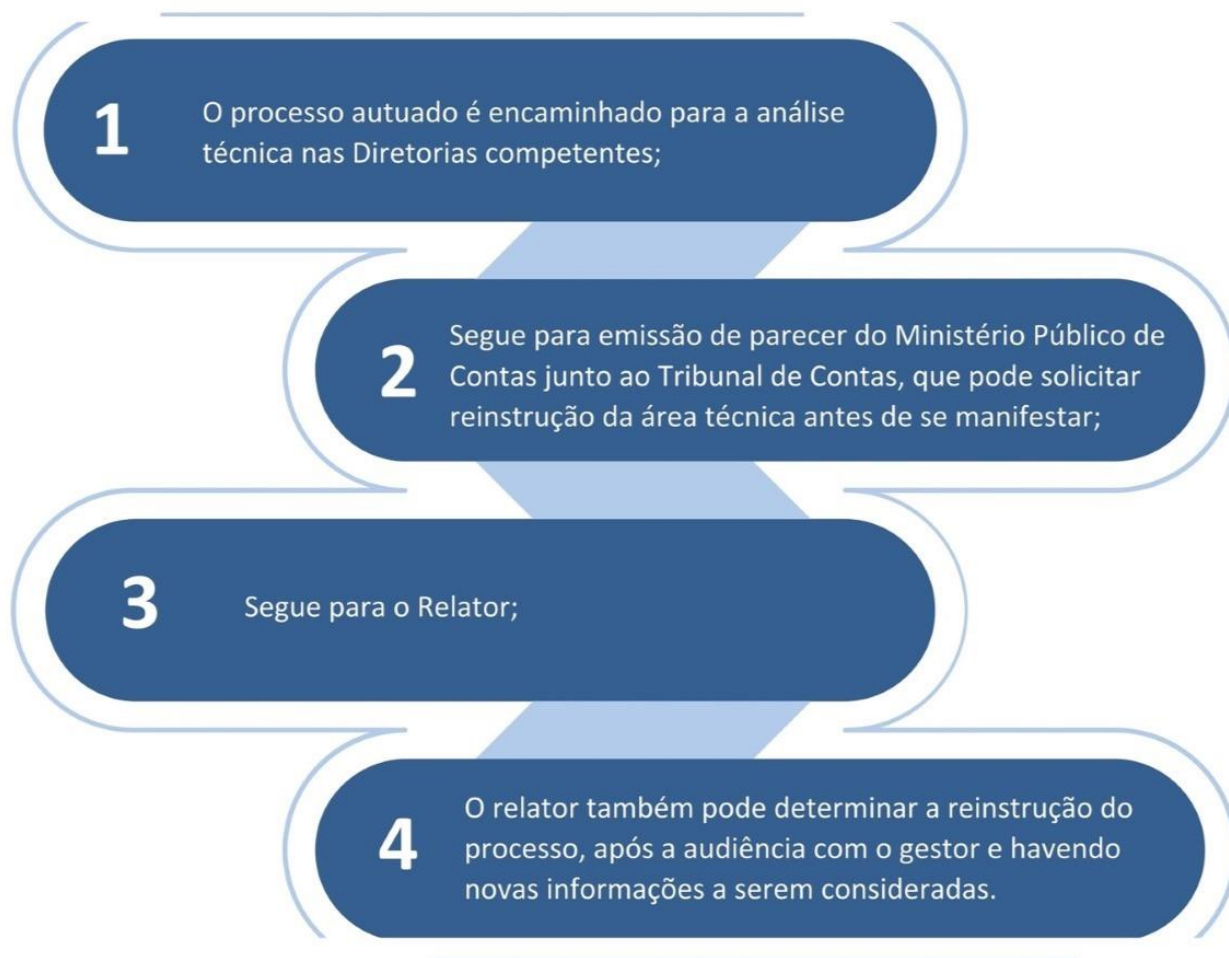 1
O processo autuado é encaminhado para a análise
técnica nas Diretorias competentes;
2
Segue para emissão de parecer do Ministério Público de
Contas junto ao Tribunal de Contas, que pode solicitar
reinstrução da área técnica antes de se manifestar;
3
Segue para o Relator;
4
O relator também pode determinar a reinstrução do
processo, após a audiência com o gestor e havendo
novas informações a serem consideradas.